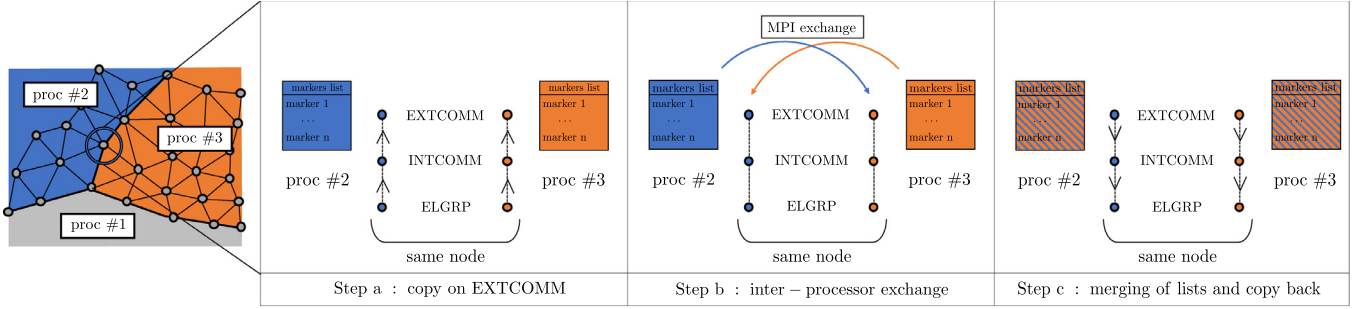 proc #2
proc #3
proc #1
markers list
marker 1
...
marker n
proc #2
EXTCOMM
INTCOMM
ELGRP
markers list
marker 1
...
marker n
proc #3
same node
Step a : copy on EXTCOMM
MPI exchange
markers list
marker 1
...
marker n
proc #2
EXTCOMM
INTCOMM
ELGRP
markers list
marker 1
...
marker n
proc #3
same node
Step b : inter − processor exchange
markers list
marker 1
...
marker n
proc #2
EXTCOMM
INTCOMM
ELGRP
markers list
marker 1
...
marker n
proc #3
same node
Step c : merging of lists and copy back